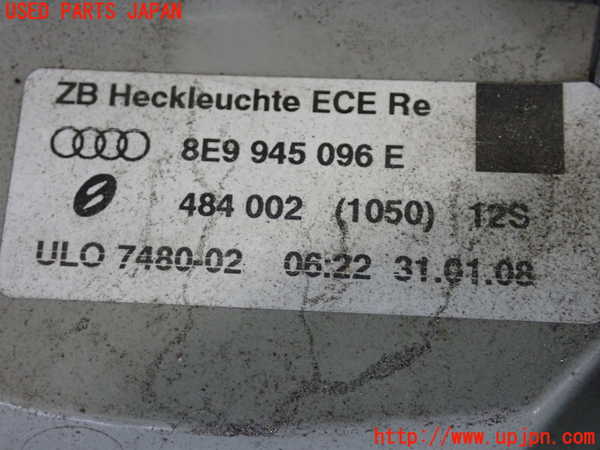 USED PARTS JAPAN
ZB Heckleuchte ECE Re
8E9 945 096 E
484 002 (1050) 12S
ULO 7480-02 06:22 31.01.08
http://www.upjpn.com/